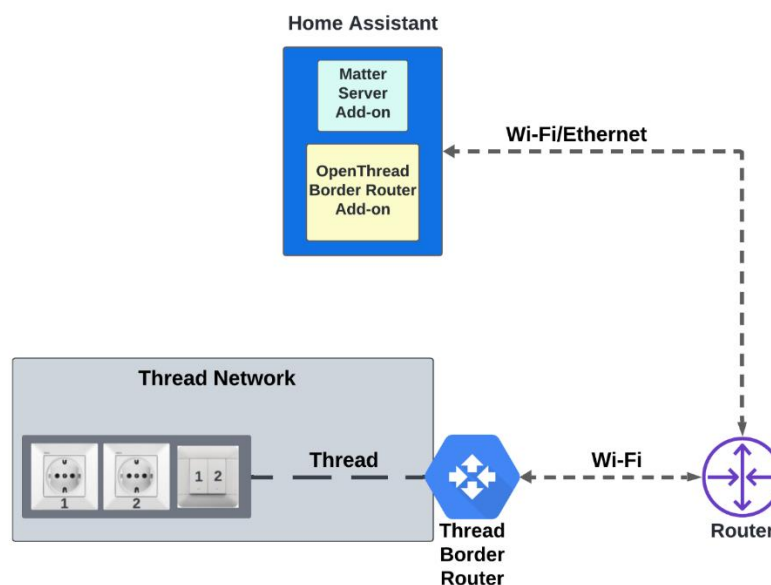 Home Assistant
Matter
Server
Add-on
Wi-Fi/Ethernet
OpenThread
Border Router
Add-on
Thread Network
1
2
1 2
Thread
Wi-Fi
Thread
Border
Router
Router